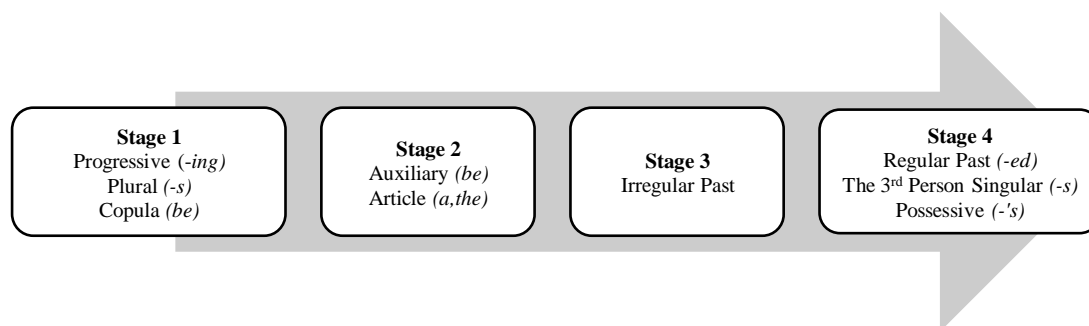 Stage 1
Progressive (-ing)
Plural (-s)
Copula (be)
Stage 2
Auxiliary (be)
Article (a,the)
Stage 3
Irregular Past
Stage 4
Regular Past (-ed)
The 3rd Person Singular (-s)
Possessive (-'s)